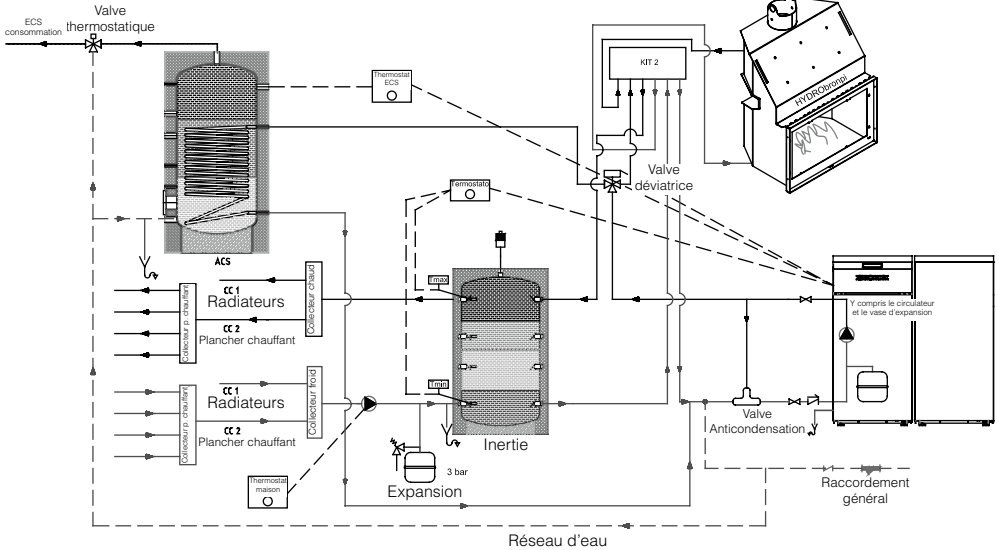 Valve
thermostatique
ECS
consommation
Thermostat
ECS
KIT 2
HYDRObronpi
Valve
déviatrice
Termostato
ACS
Tmax
CC 1
Radiateurs
CC 2
Plancher chauffant
Collecteur p. chauffant
Collecteur chaud
Y compris le circulateur
et le vase d'expansion
Tmin
CC 1
Radiateurs
CC 2
Plancher chauffant
Collecteur p. chauffant
Collecteur froid
Inertie
Valve
Anticondensation
Thermostat
maison
3 bar
Expansion
Raccordement
général
Réseau d'eau